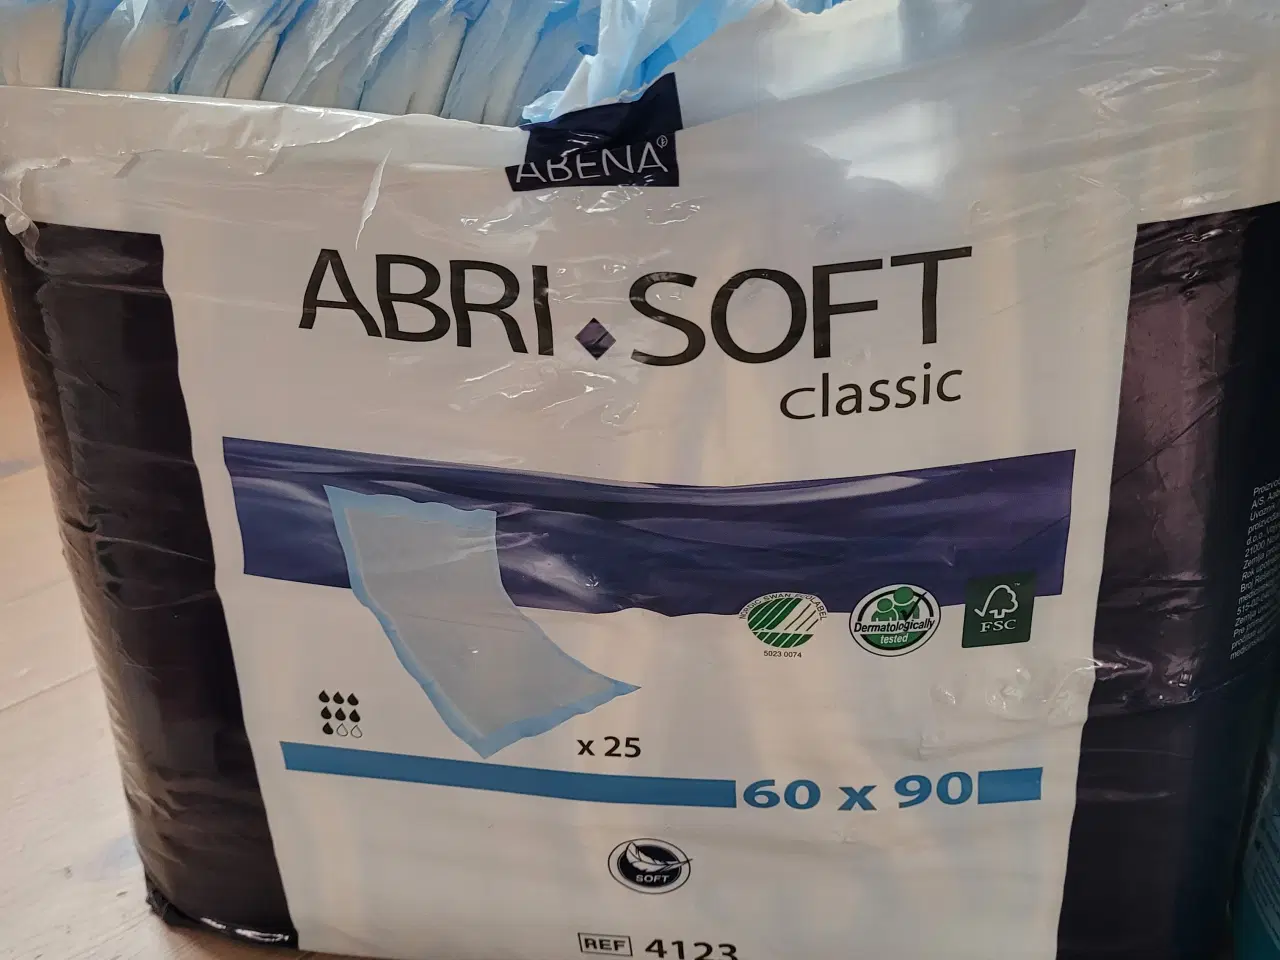 ABENA®
ABRI SOFT
classic
NORDIC SWAN ECOLABEL
5023 0074
Dermatologically
tested
FSC
x 25
60 x 90
SOFT
REF 4123